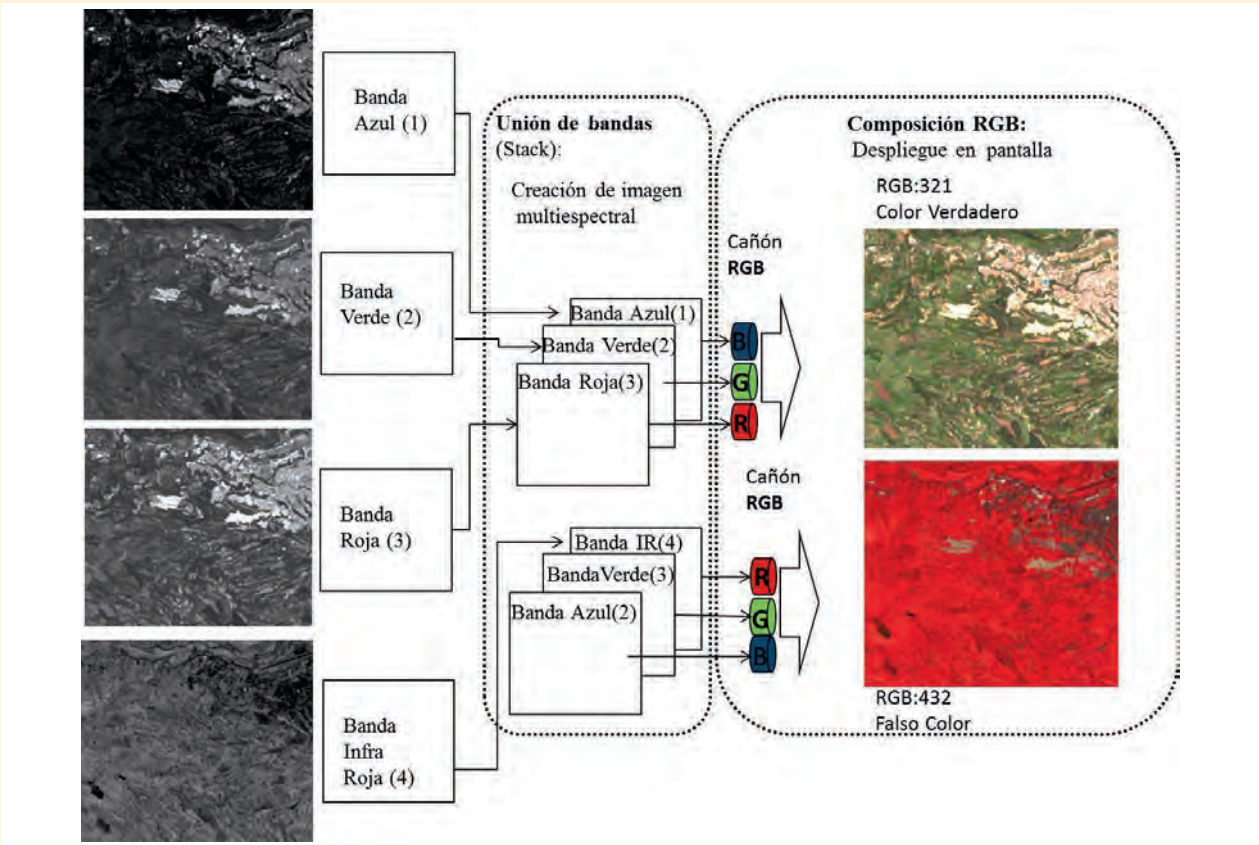 Banda
Azul (1)
Banda
Verde (2)
Banda
Roja (3)
Banda
Infra
Roja (4)
Unión de bandas
(Stack):
Creación de imagen
multiespectral
Banda Azul(1)
Banda Verde(2)
Banda Roja(3)
Banda IR(4)
BandaVerde(3)
Banda Azul(2)
Cañón
RGB
B
G
R
Cañón
RGB
R
G
B
Composición RGB:
Despliegue en pantalla
RGB:321
Color Verdadero
RGB:432
Falso Color